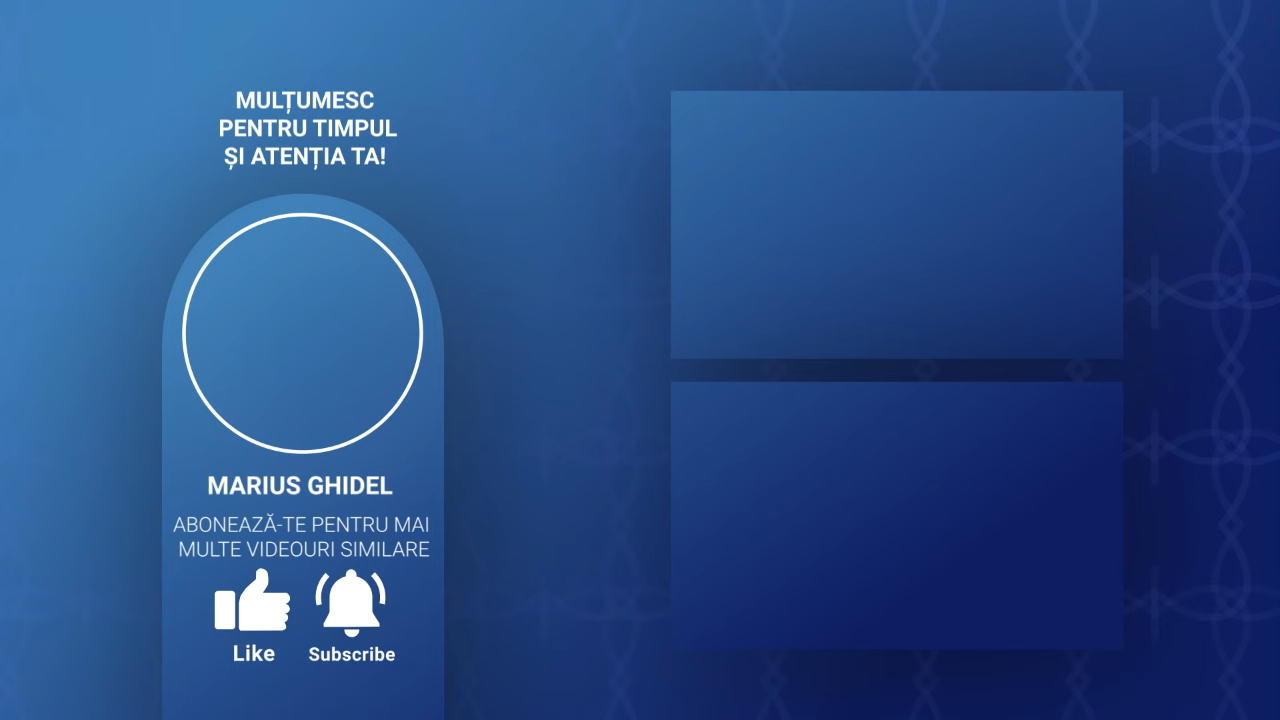 MULȚUMESC
PENTRU TIMPUL
ȘI ATENȚIA TA!
MARIUS GHIDEL
ABONEAZĂ-TE PENTRU MAI
MULTE VIDEOURI SIMILARE
Like
Subscribe